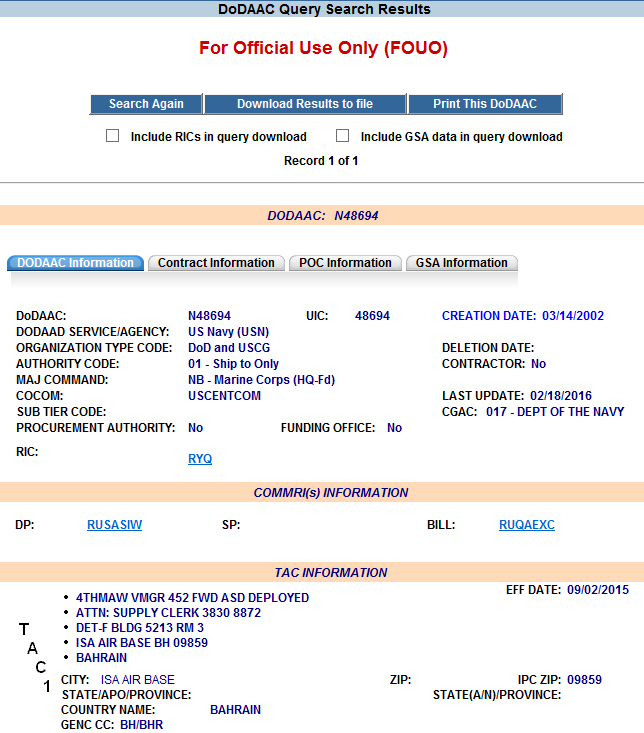 DoDAAC Query Search Results
For Official Use Only (FOUO)
Search Again Download Results to file Print This DoDAAC
Include RICs in query download Include GSA data in query download
Record 1 of 1
DODAAC: N48694
DODAAC Information Contract Information POC Information GSA Information
DoDAAC: N48694 UIC: 48694 CREATION DATE: 03/14/2002
DODAAD SERVICE/AGENCY: US Navy (USN)
ORGANIZATION TYPE CODE: DoD and USCG DELETION DATE:
AUTHORITY CODE: 01 - Ship to Only CONTRACTOR: No
MAJ COMMAND: NB - Marine Corps (HQ-Fd)
COCOM: USCENTCOM LAST UPDATE: 02/18/2016
SUB TIER CODE: CGAC: 017 - DEPT OF THE NAVY
PROCUREMENT AUTHORITY: No FUNDING OFFICE: No
RIC: RYQ
COMMRI(s) INFORMATION
DP: RUSASIW SP: BILL: RUQAEXC
TAC INFORMATION
EFF DATE: 09/02/2015
• 4THMAW VMGR 452 FWD ASD DEPLOYED
• ATTN: SUPPLY CLERK 3830 8872
• DET-F BLDG 5213 RM 3
• ISA AIR BASE BH 09859
• BAHRAIN
TAC1
CITY: ISA AIR BASE ZIP: IPC ZIP: 09859
STATE/APO/PROVINCE: STATE(A/N)/PROVINCE:
COUNTRY NAME: BAHRAIN
GENC CC: BH/BHR